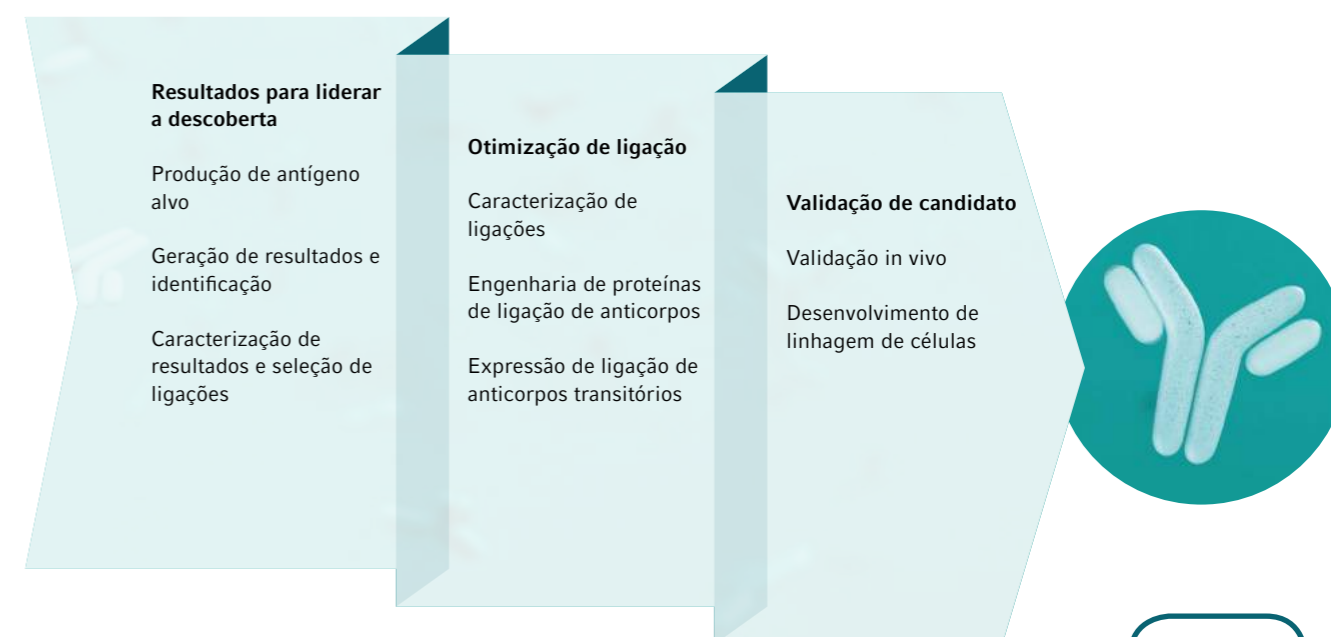 Resultados para liderar
a descoberta
Produção de antígeno
alvo
Geração de resultados e
identificação
Caracterização de
resultados e seleção de
ligações
Otimização de ligação
Caracterização de
ligações
Engenharia de proteínas
de ligação de anticorpos
Expressão de ligação de
anticorpos transitórios
Validação de candidato
Validação in vivo
Desenvolvimento de
linhagem de células